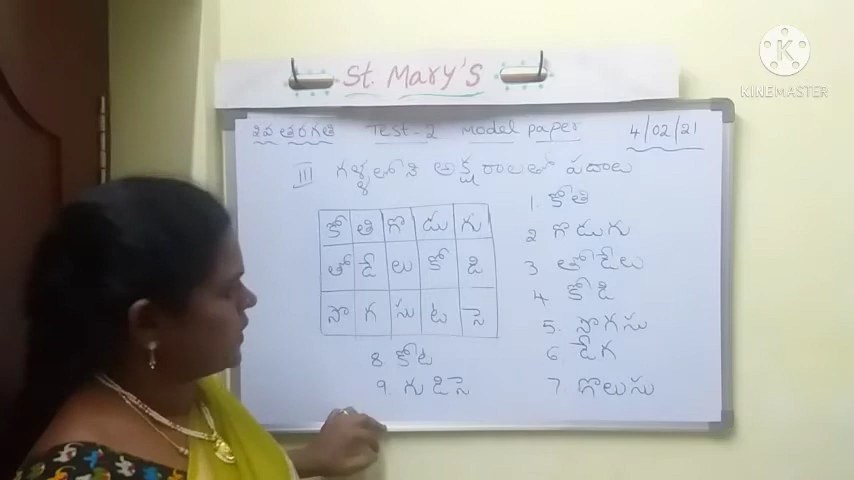 St. Mary's
KINEMASTER
2వ తరగతి Test-2 Model paper 4/02/21
III గళ్ళలోని అక్షరాలతో పదాలు
కో తి గొ డు గు
తో డే లు కో డి
సొ గ సు ట సె
1. కోతి
2 గొడుగు
3 తోడేలు
4. కోడి
5. సొగసు
6. డేగ
7. గొలుసు
8. కోట
9. గుడిసె